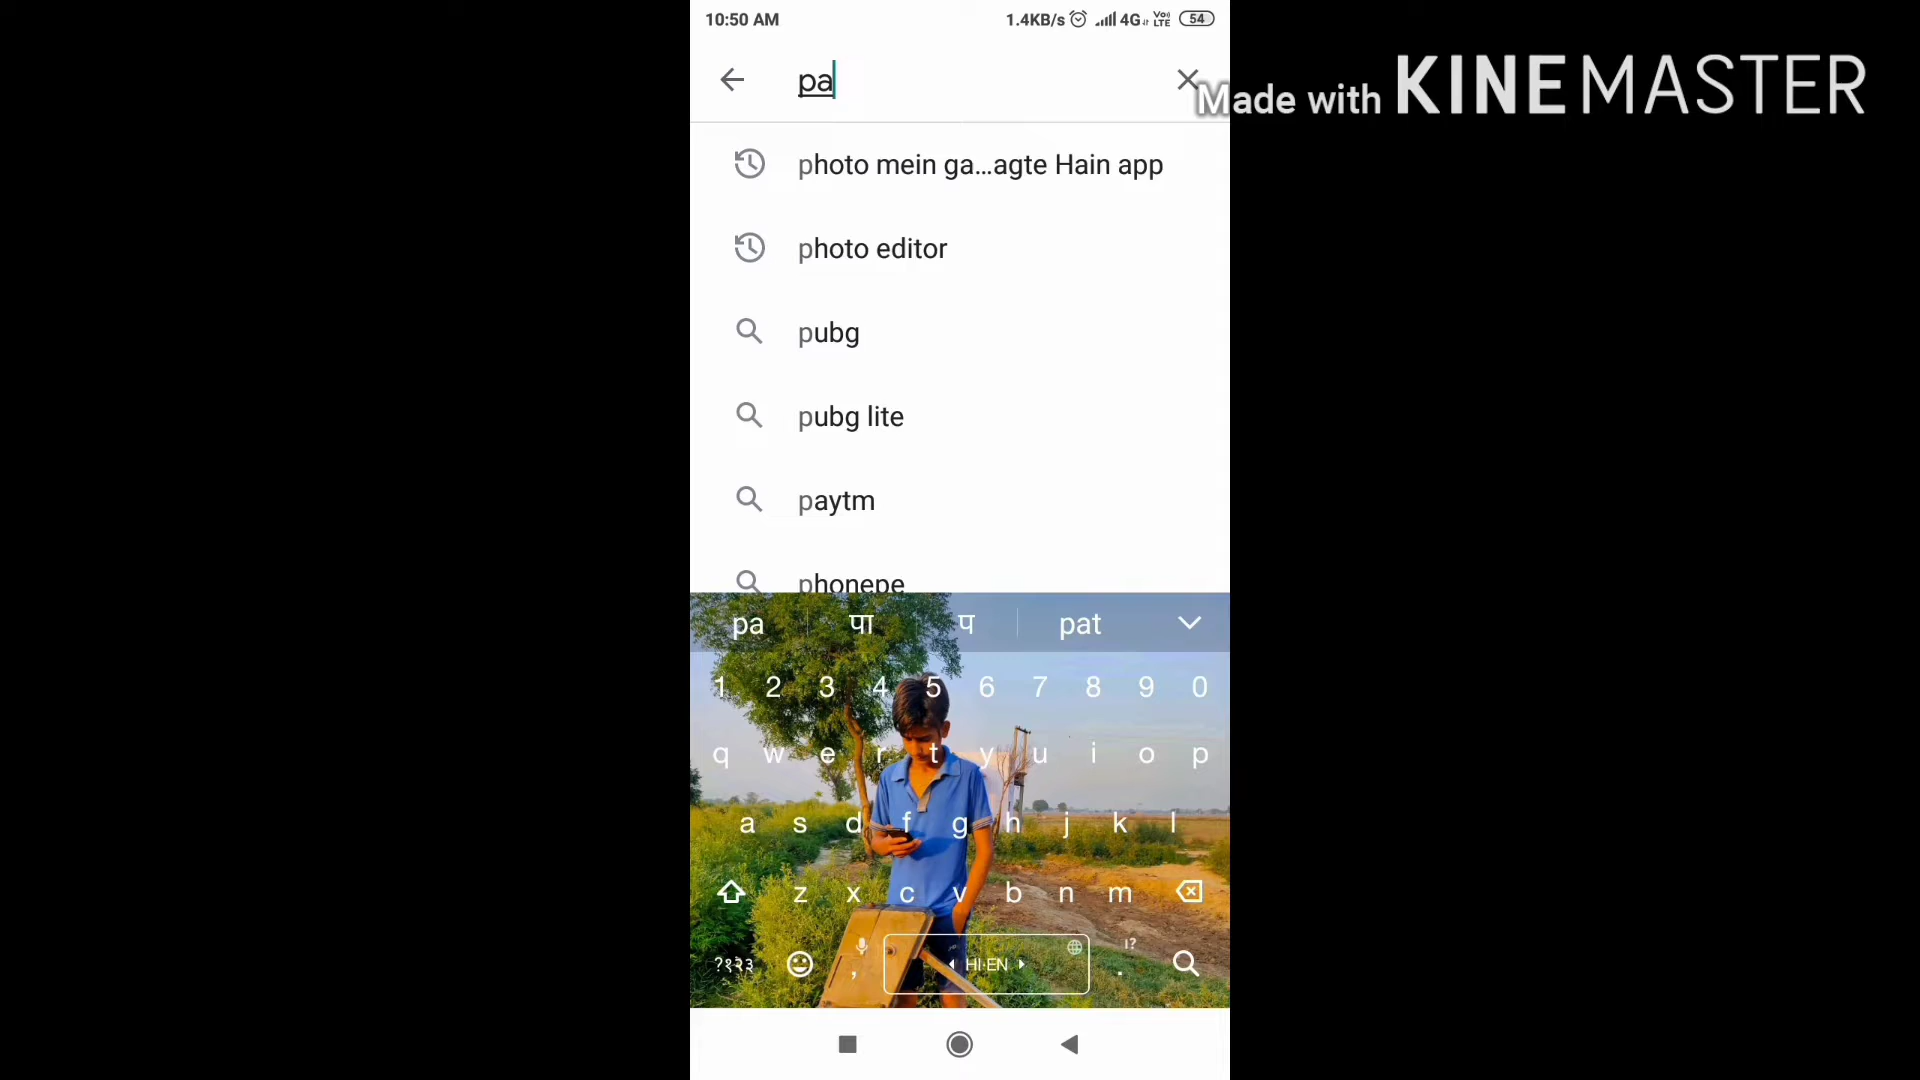 10:50 AM 1.4KB/s 4G VoLTE 54
pa
Made with KINEMASTER
photo mein ga...agte Hain app
photo editor
pubg
pubg lite
paytm
phonepe
pa पा प pat
1 2 3 4 5 6 7 8 9 0
q w e r t y u i o p
a s d f g h j k l
z x c v b n m
?१२३ , HI·EN . !?